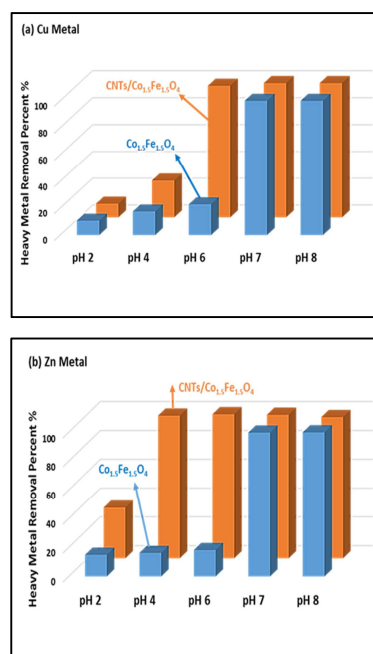 (a) Cu Metal
Heavy Metal Removal Percent %
100
80
60
40
20
0
CNTs/Co1.5Fe1.5O4
Co1.5Fe1.5O4
pH 2 pH 4 pH 6 pH 7 pH 8
(b) Zn Metal
Heavy Metal Removal Percent %
100
80
60
40
20
0
CNTs/Co1.5Fe1.5O4
Co1.5Fe1.5O4
pH 2 pH 4 pH 6 pH 7 pH 8